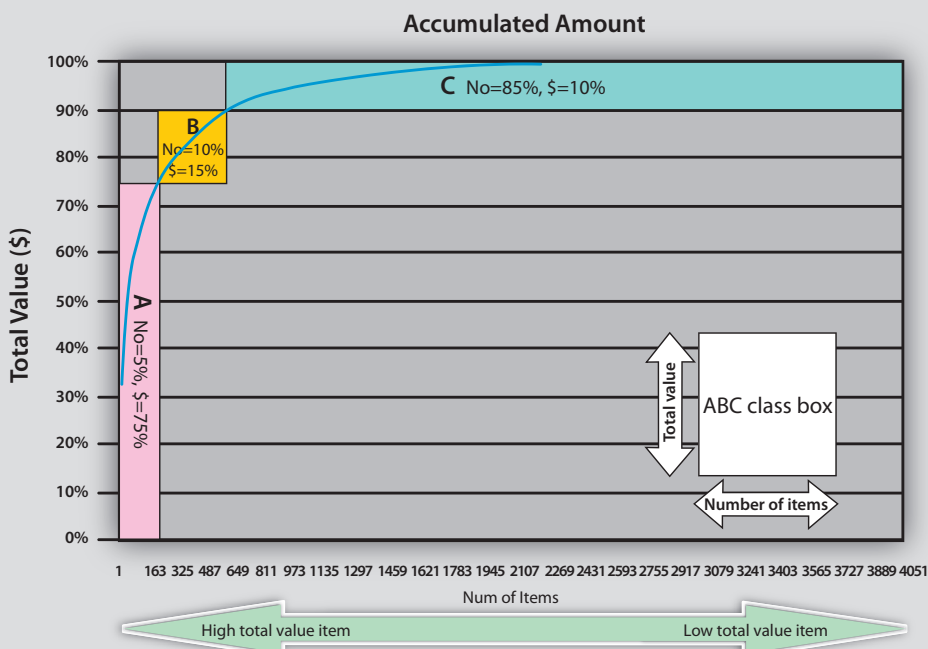 Accumulated Amount
Total Value ($)
100%
90%
80%
70%
60%
50%
40%
30%
20%
10%
0%
C No=85%, $=10%
B
No=10%
$=15%
A No=5%, $=75%
Total value
ABC class box
Number of items
1 163 325 487 649 811 973 1135 1297 1459 1621 1783 1945 2107 2269 2431 2593 2755 2917 3079 3241 3403 3565 3727 3889 4051
Num of Items
High total value item Low total value item